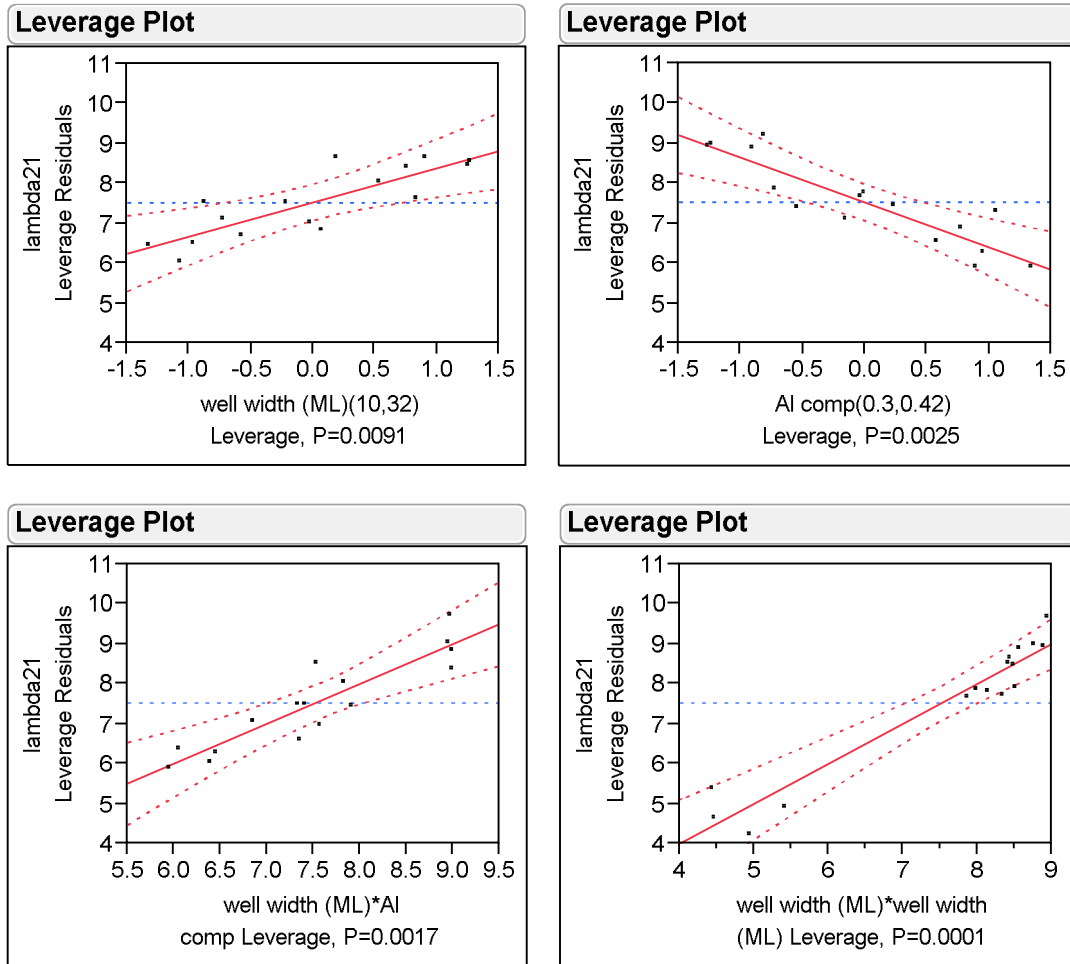 Leverage Plot
11
10
9
8
7
6
5
4
lambda21
Leverage Residuals
-1.5 -1.0 -0.5 0.0 0.5 1.0 1.5
well width (ML)(10,32)
Leverage, P=0.0091
Leverage Plot
11
10
9
8
7
6
5
4
lambda21
Leverage Residuals
-1.5 -1.0 -0.5 0.0 0.5 1.0 1.5
Al comp(0.3,0.42)
Leverage, P=0.0025
Leverage Plot
11
10
9
8
7
6
5
4
lambda21
Leverage Residuals
5.5 6.0 6.5 7.0 7.5 8.0 8.5 9.0 9.5
well width (ML)*Al
comp Leverage, P=0.0017
Leverage Plot
11
10
9
8
7
6
5
4
lambda21
Leverage Residuals
4 5 6 7 8 9
well width (ML)*well width
(ML) Leverage, P=0.0001